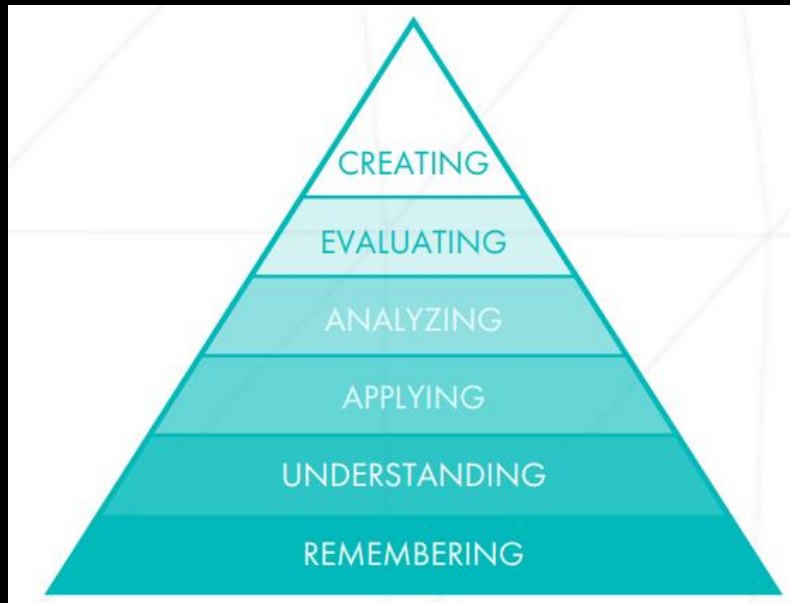 CREATING
EVALUATING
ANALYZING
APPLYING
UNDERSTANDING
REMEMBERING